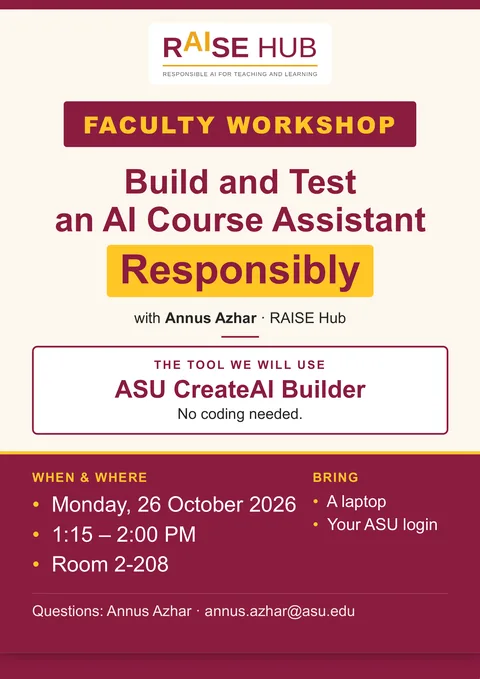 RAISE HUB
RESPONSIBLE AI FOR TEACHING AND LEARNING
FACULTY WORKSHOP
Build and Test
an AI Course Assistant
Responsibly
with Annus Azhar · RAISE Hub
THE TOOL WE WILL USE
ASU CreateAI Builder
No coding needed.
WHEN & WHERE
• Monday, 26 October 2026
• 1:15 – 2:00 PM
• Room 2-208
BRING
• A laptop
• Your ASU login
Questions: Annus Azhar · annus.azhar@asu.edu